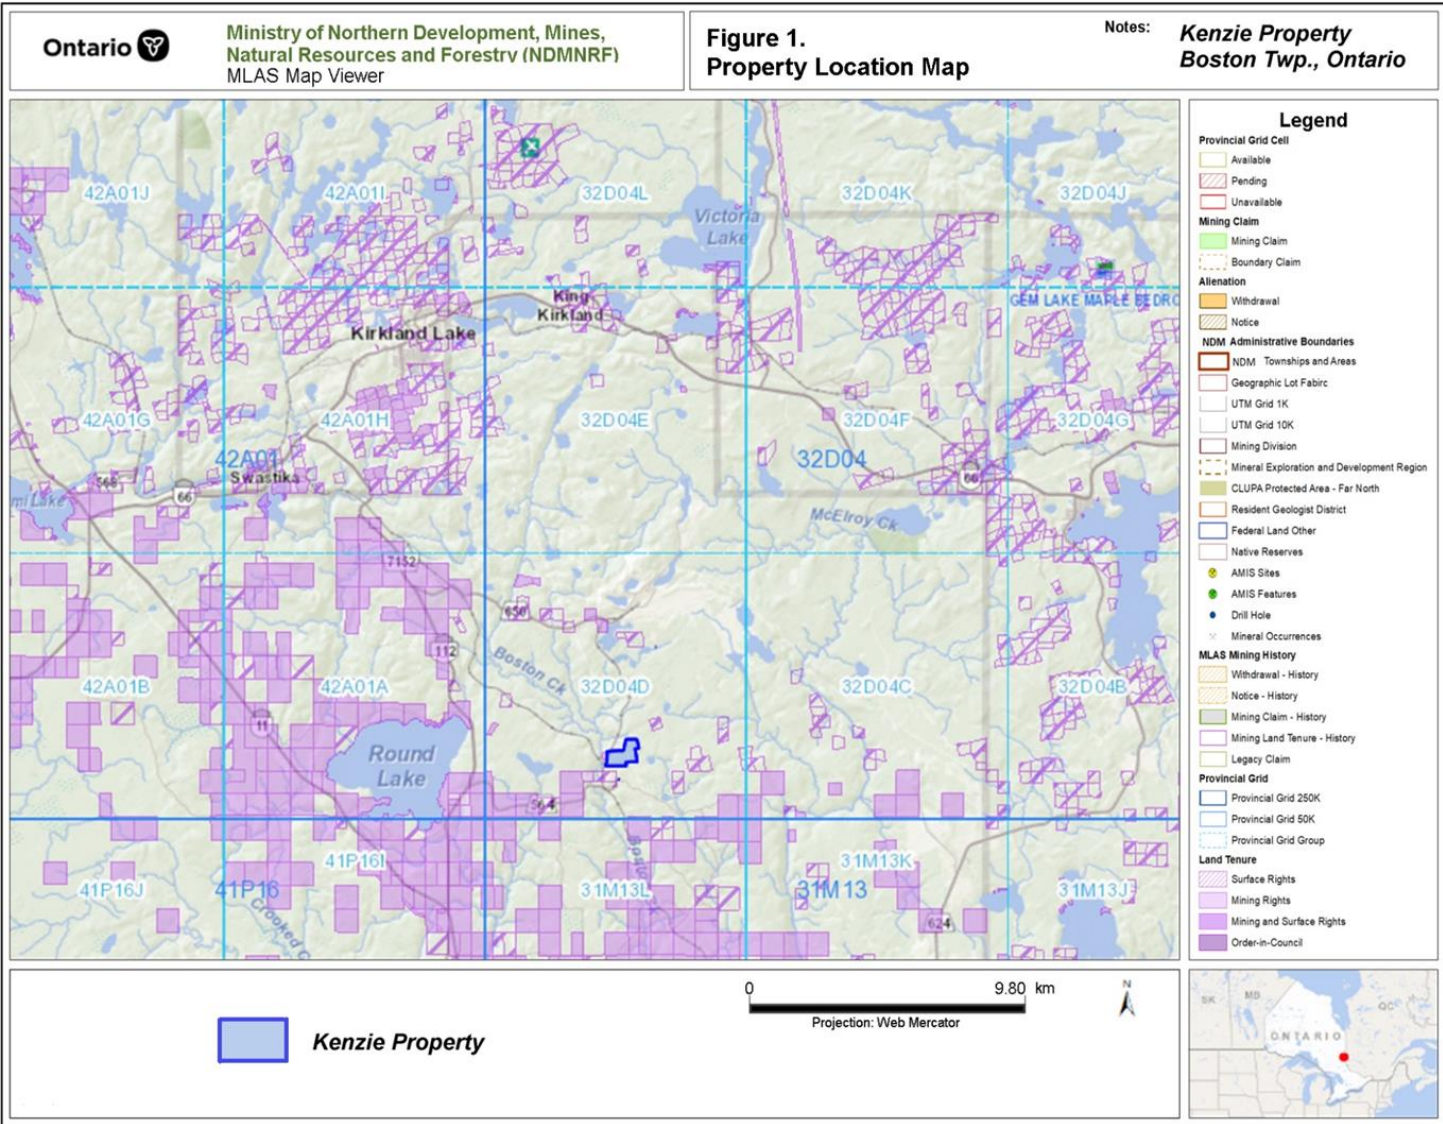 Ontario
Ministry of Northern Development, Mines,
Natural Resources and Forestry (NDMNRF)
MLAS Map Viewer
Figure 1.
Property Location Map
Notes:
Kenzie Property
Boston Twp., Ontario
42A01J
42A01I
32D04L
32D04K
32D04J
Victoria
Lake
GEM LAKE MAPLE BEDRO
King
Kirkland
Kirkland Lake
42A01G
42A01H
32D04E
32D04F
32D04G
42A01
32D04
Swastika
568
66
66
mi Lake
McElroy Ck
7152
650
112
Boston Ck
42A01B
42A01A
32D04D
32D04C
32D04B
11
Round
Lake
564
41P16I
31M13K
41P16J
41P16
31M13L
31M13
31M13J
Crooked C
624
Legend
Provincial Grid Cell
Available
Pending
Unavailable
Mining Claim
Mining Claim
Boundary Claim
Alienation
Withdrawal
Notice
NDM Administrative Boundaries
NDM Townships and Areas
Geographic Lot Fabirc
UTM Grid 1K
UTM Grid 10K
Mining Division
Mineral Exploration and Development Region
CLUPA Protected Area - Far North
Resident Geologist District
Federal Land Other
Native Reserves
AMIS Sites
AMIS Features
Drill Hole
Mineral Occurrences
MLAS Mining History
Withdrawal - History
Notice - History
Mining Claim - History
Mining Land Tenure - History
Legacy Claim
Provincial Grid
Provincial Grid 250K
Provincial Grid 50K
Provincial Grid Group
Land Tenure
Surface Rights
Mining Rights
Mining and Surface Rights
Order-in-Council
Kenzie Property
0 9.80 km
Projection: Web Mercator
N
SK
MB
ONTARIO
QC